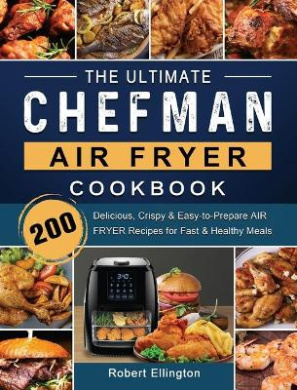 THE ULTIMATE
CHEFMAN
AIR FRYER
COOKBOOK
200
Delicious, Crispy & Easy-to-Prepare AIR
FRYER Recipes for Fast & Healthy Meals
Robert Ellington